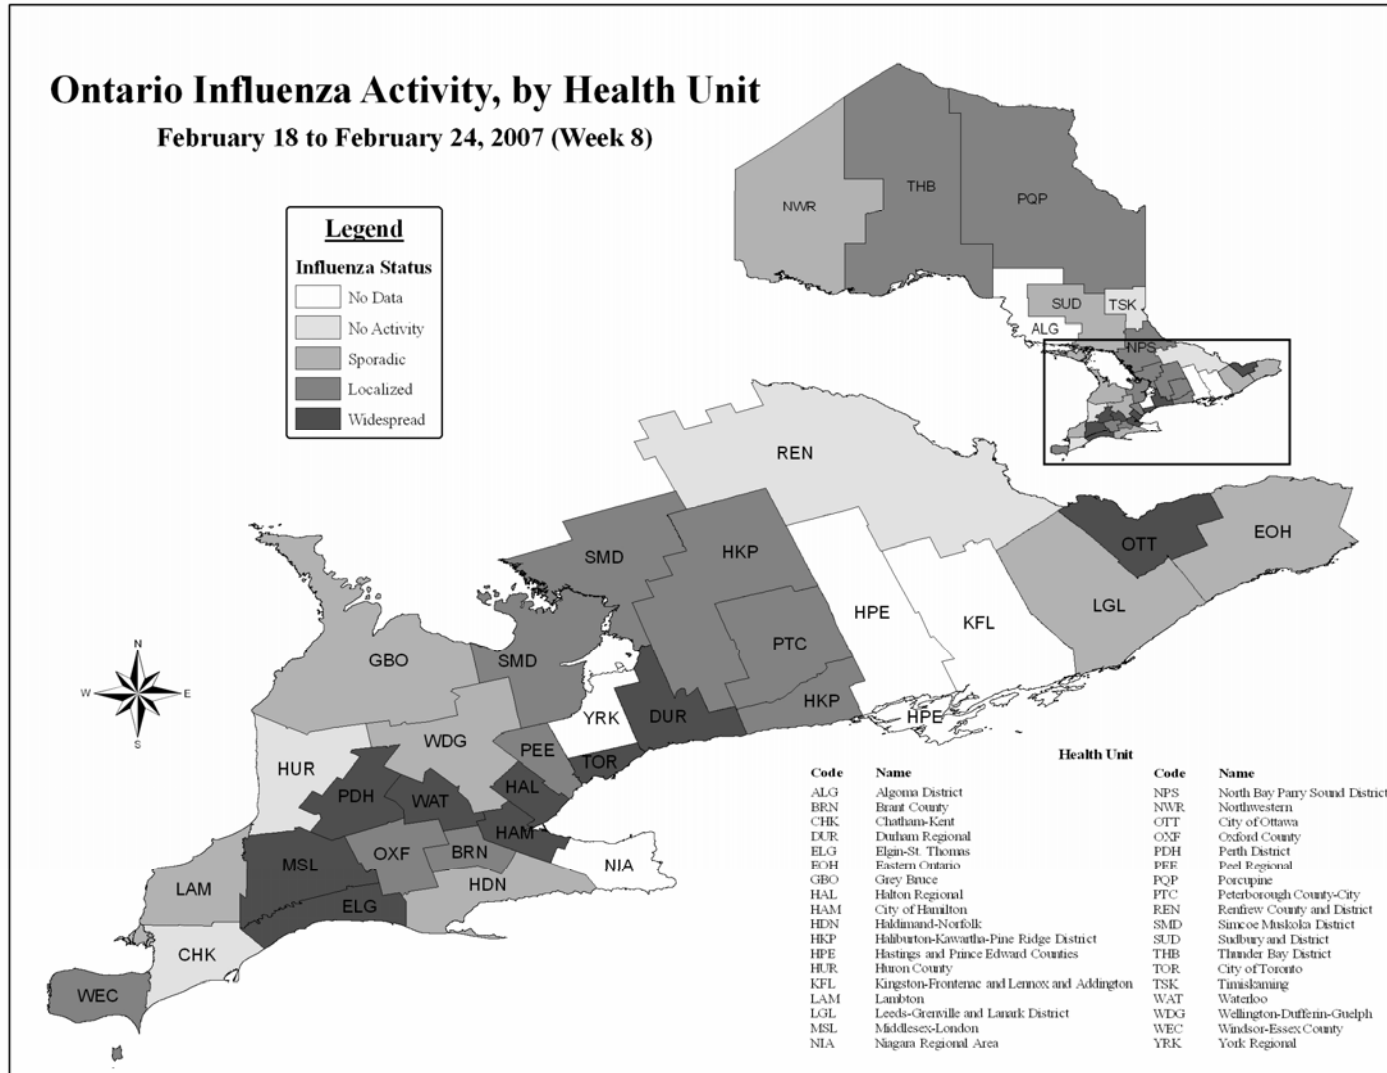 Ontario Influenza Activity, by Health Unit
February 18 to February 24, 2007 (Week 8)
Legend
Influenza Status
No Data
No Activity
Sporadic
Localized
Widespread
NWR
THB
PQP
SUD
TSK
ALG
NPS
REN
SMD
HKP
OTT
EOH
HPE
KFL
LGL
PTC
GBO
SMD
HKP
YRK
DUR
HPE
WDG
PEE
TOR
HUR
HAL
PDH
WAT
HAM
BRN
OXF
MSL
NIA
HDN
LAM
ELG
CHK
WEC
N
W
E
S
Health Unit
Code Name Code Name
ALG Algoma District NPS North Bay Parry Sound District
BRN Brant County NWR Northwestern
CHK Chatham-Kent OTT City of Ottawa
DUR Durham Regional OXF Oxford County
ELG Elgin-St. Thomas PDH Perth District
EOH Eastern Ontario PEE Peel Regional
GBO Grey Bruce PQP Porcupine
HAL Halton Regional PTC Peterborough County-City
HAM City of Hamilton REN Renfrew County and District
HDN Haldimand-Norfolk SMD Simcoe Muskoka District
HKP Haliburton-Kawartha-Pine Ridge District SUD Sudbury and District
HPE Hastings and Prince Edward Counties THB Thunder Bay District
HUR Huron County TOR City of Toronto
KFL Kingston-Frontenac and Lennox and Addington TSK Timiskaming
LAM Lambton WAT Waterloo
LGL Leeds-Grenville and Lanark District WDG Wellington-Dufferin-Guelph
MSL Middlesex-London WEC Windsor-Essex County
NIA Niagara Regional Area YRK York Regional